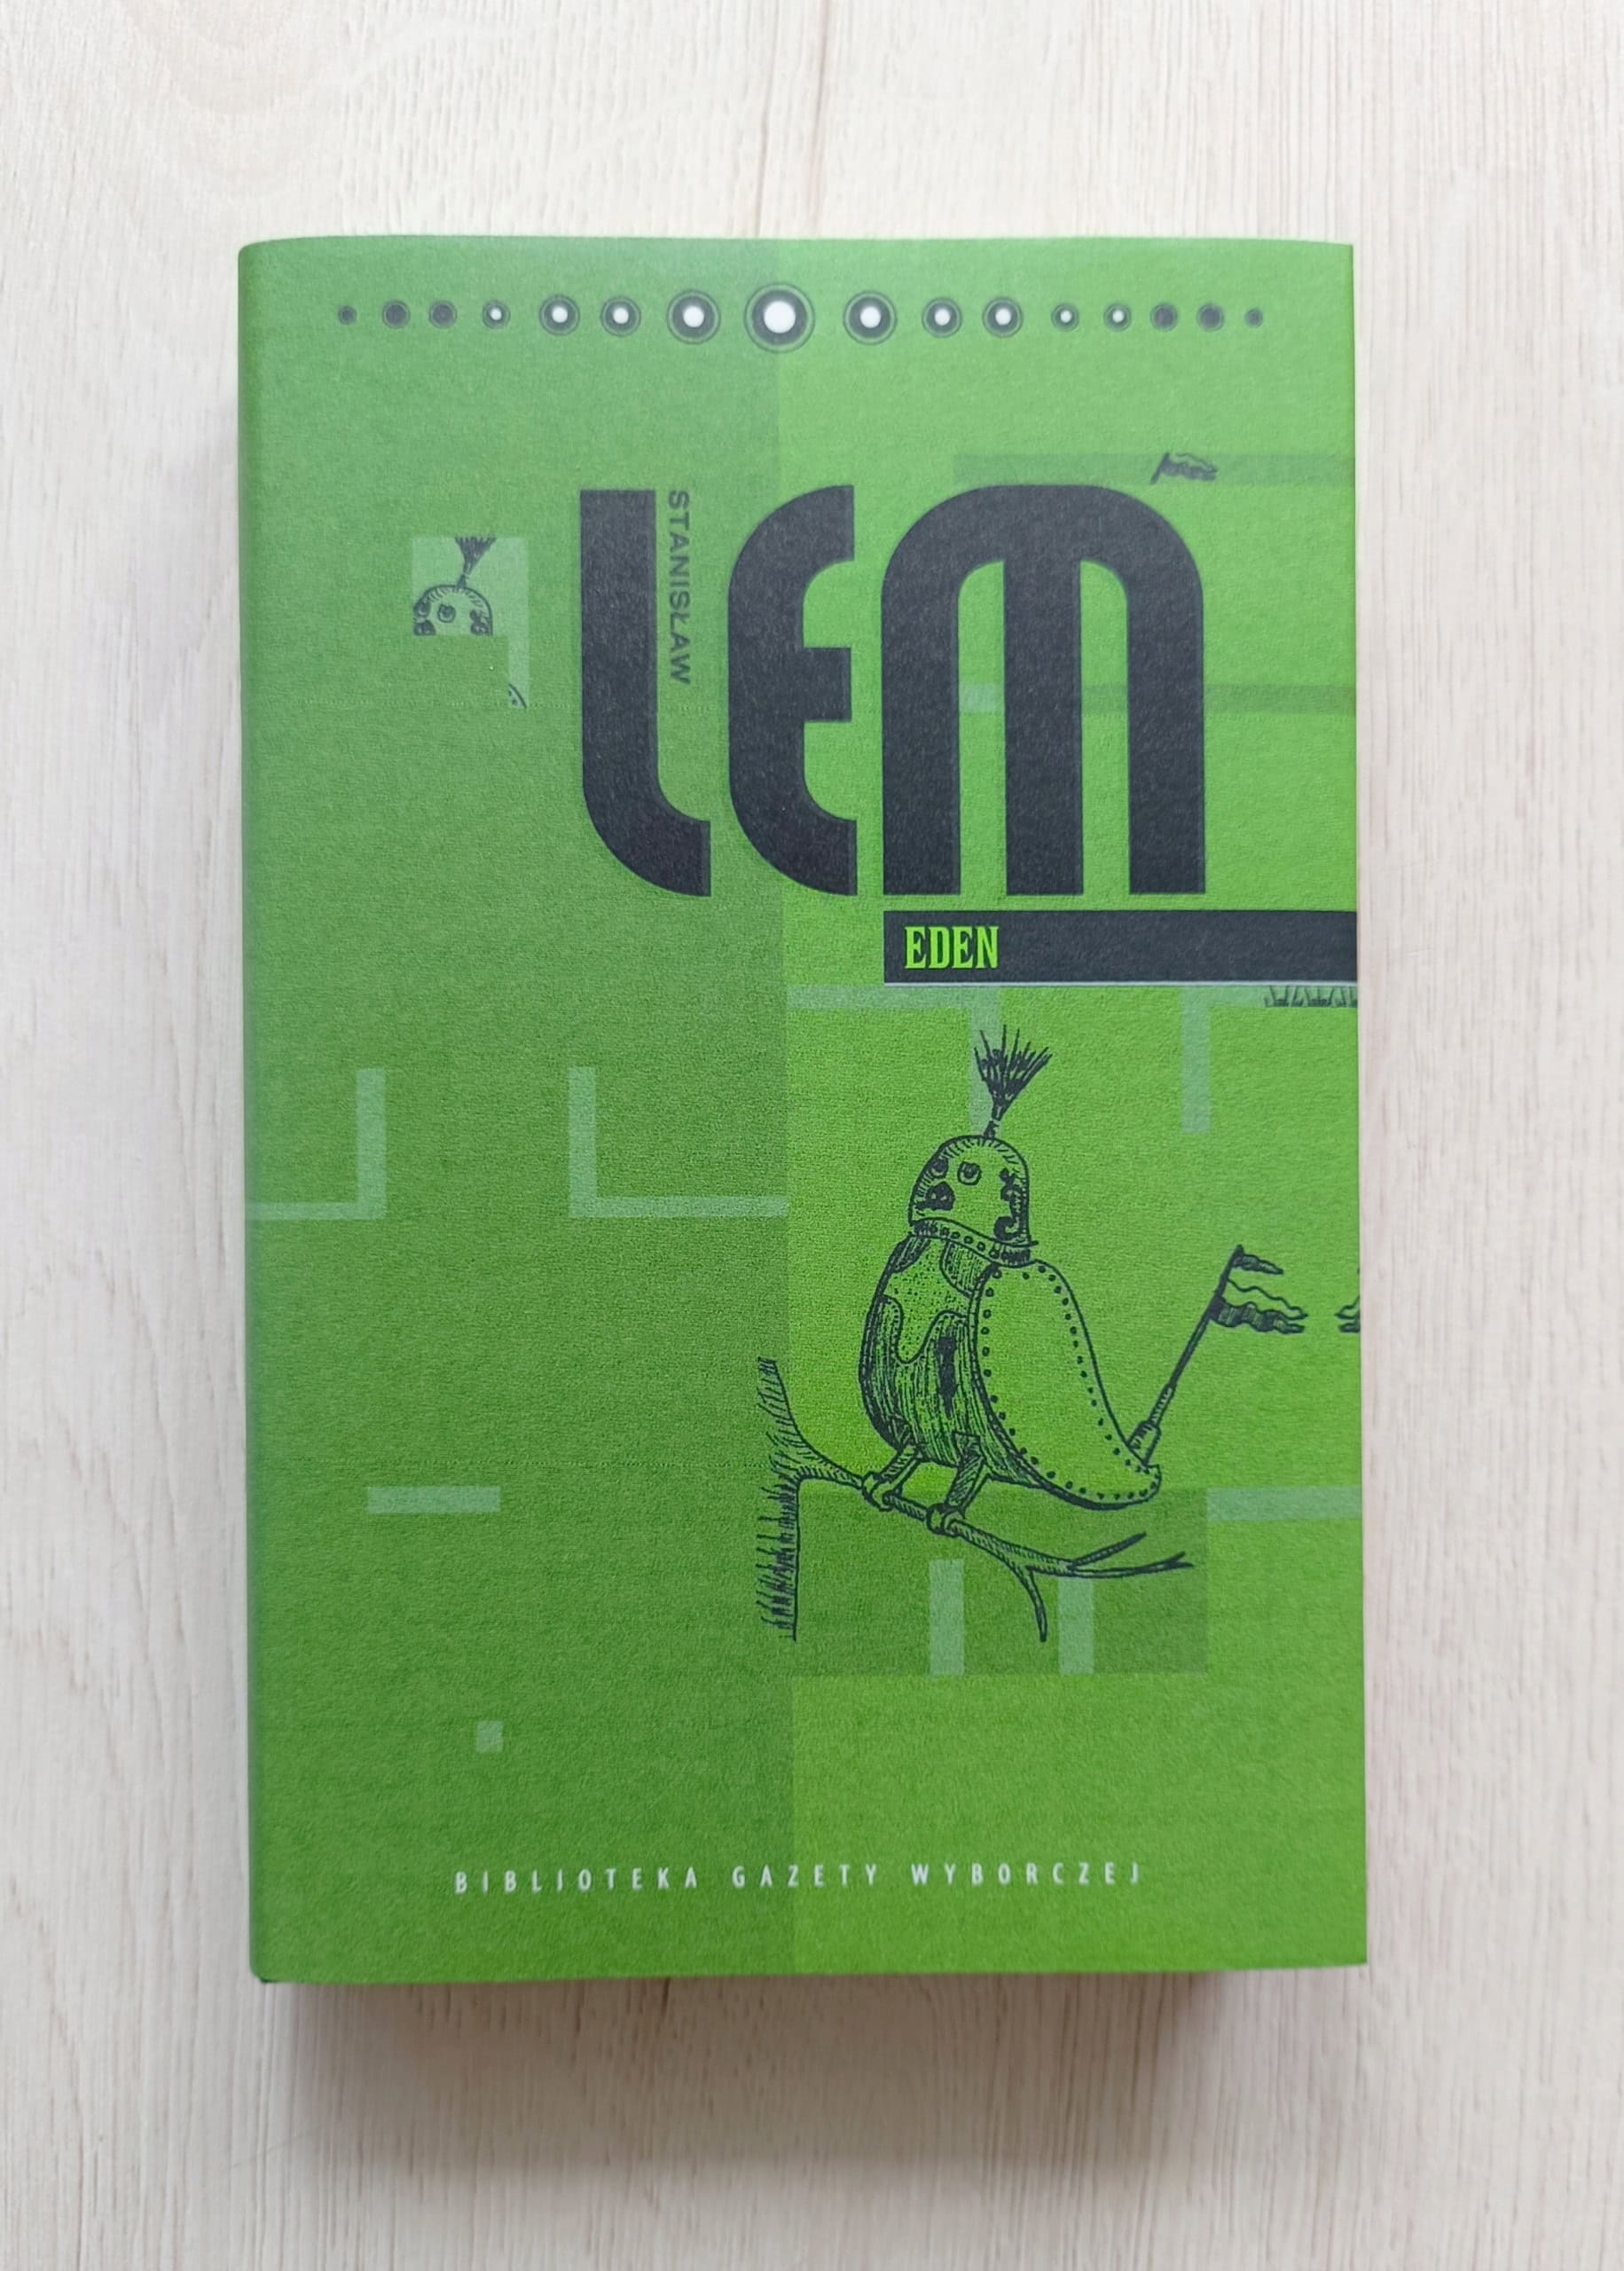 STANISŁAW
LEM
EDEN
BIBLIOTEKA GAZETY WYBORCZEJ